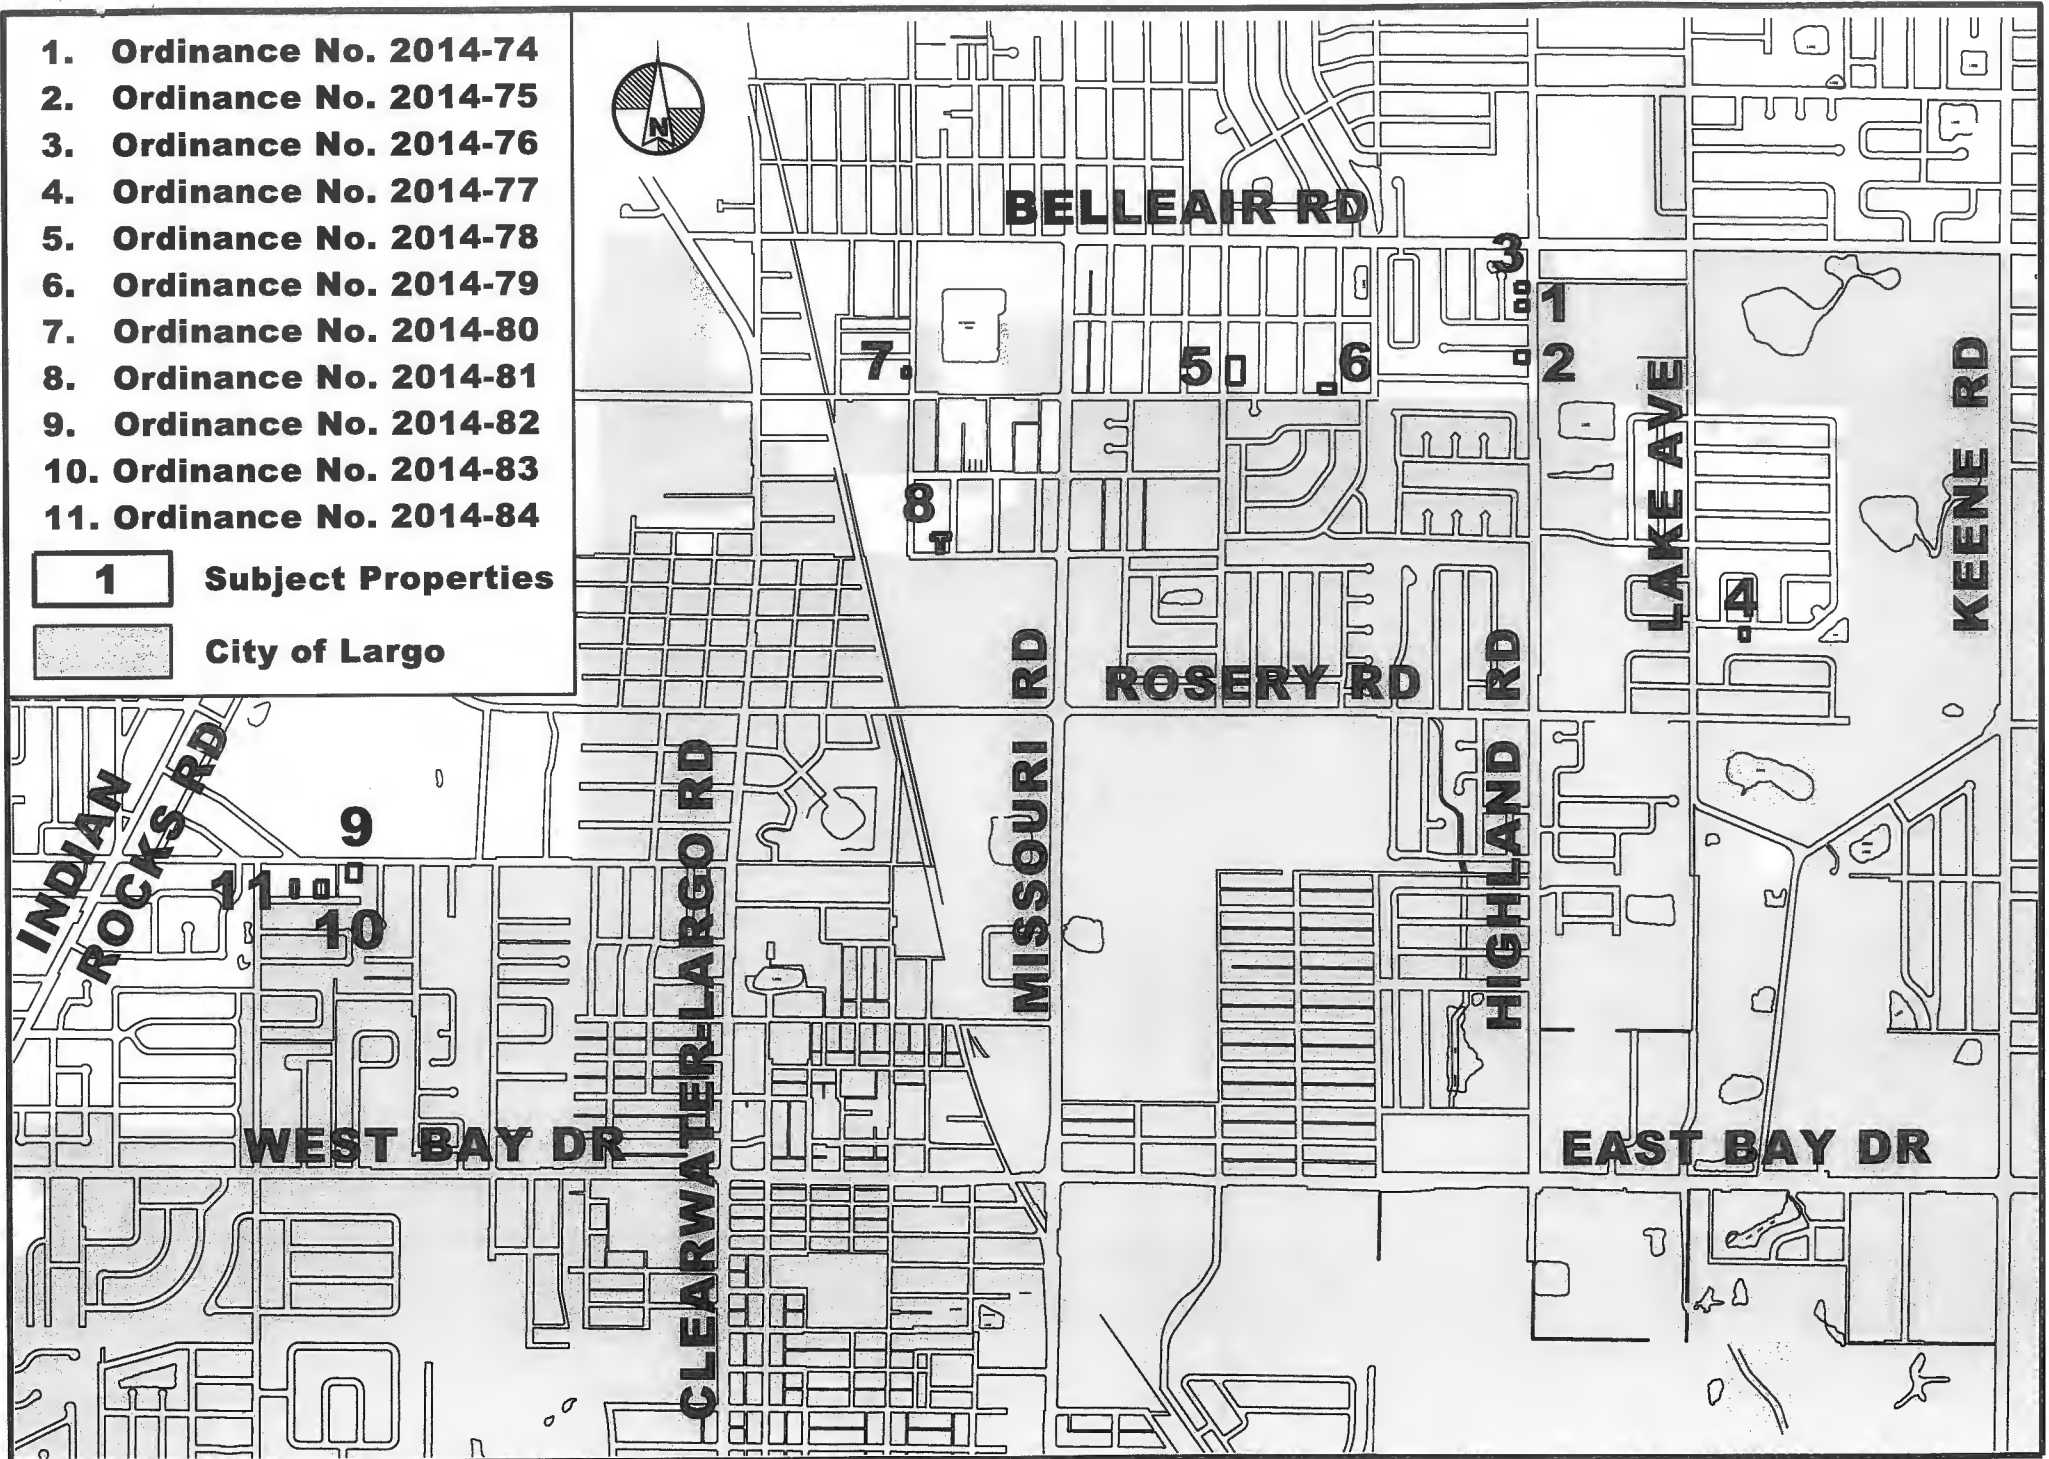 1. Ordinance No. 2014-74
2. Ordinance No. 2014-75
3. Ordinance No. 2014-76
4. Ordinance No. 2014-77
5. Ordinance No. 2014-78
6. Ordinance No. 2014-79
7. Ordinance No. 2014-80
8. Ordinance No. 2014-81
9. Ordinance No. 2014-82
10. Ordinance No. 2014-83
11. Ordinance No. 2014-84
1 Subject Properties
City of Largo
N
BELLEAIR RD
3
1
2
7
5
6
8
4
LAKE AVE
KEENE RD
MISSOURI RD
ROSERY RD
HIGHLAND RD
INDIAN
ROCKS RD
9
11
10
CLEARWATER-LARGO RD
WEST BAY DR
EAST BAY DR